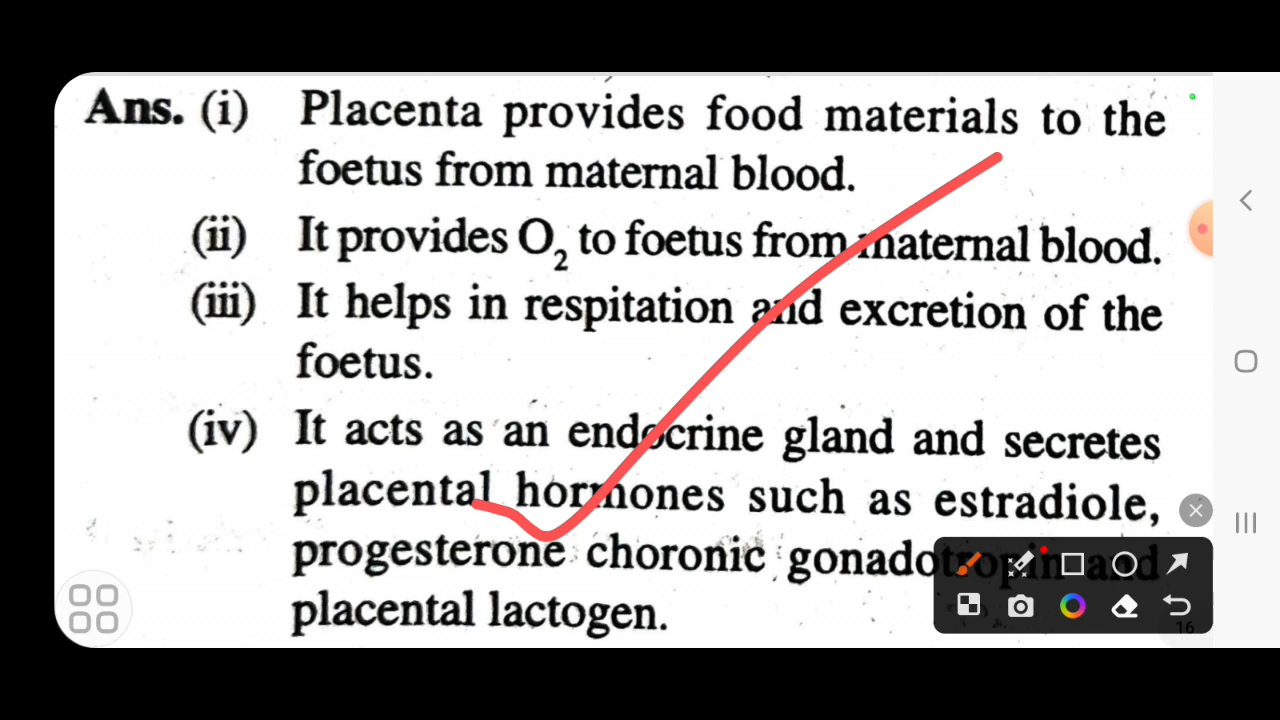 Ans. (i) Placenta provides food materials to the
foetus from maternal blood.
(ii) It provides O₂ to foetus from maternal blood.
(iii) It helps in respitation and excretion of the
foetus.
(iv) It acts as an endocrine gland and secretes
placental hormones such as estradiole,
progesterone choronic gonadotropin and
placental lactogen.
16